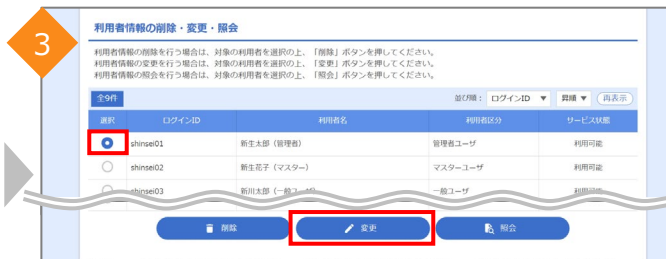 3
利用者情報の削除・変更・照会
利用者情報の削除を行う場合は、対象の利用者を選択の上、「削除」ボタンを押してください。
利用者情報の変更を行う場合は、対象の利用者を選択の上、「変更」ボタンを押してください。
利用者情報の照会を行う場合は、対象の利用者を選択の上、「照会」ボタンを押してください。
全9件 並び順： ログインID ▼ 昇順 ▼ 再表示
選択 ログインID 利用者名 利用者区分 サービス状態
shinsei01 新生太郎（管理者） 管理者ユーザ 利用可能
shinsei02 新生花子（マスター） マスターユーザ 利用可能
shinsei03 新川太郎（一般ユーザ） 一般ユーザ 利用可能
削除 変更 照会